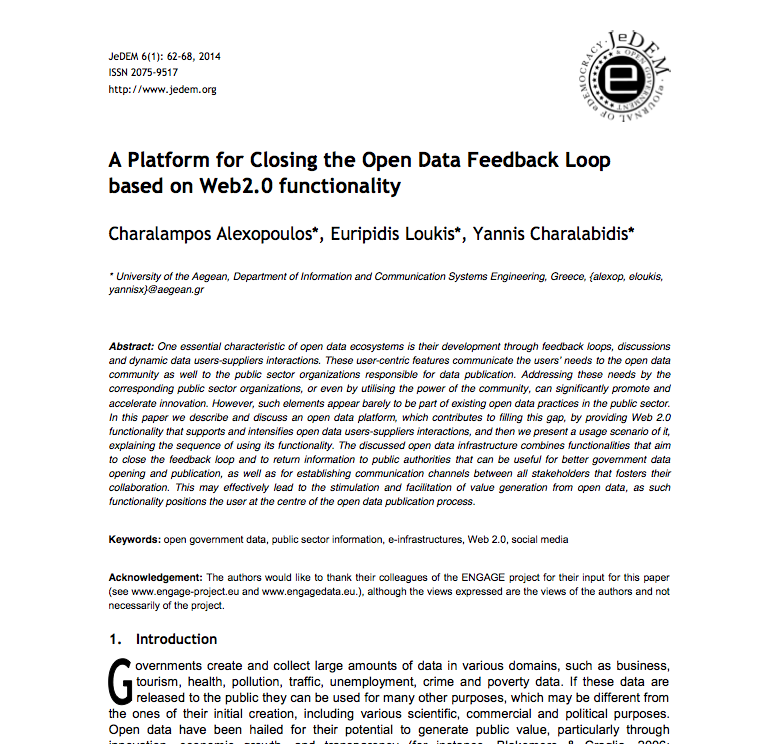 JeDEM 6(1): 62-68, 2014
ISSN 2075-9517
http://www.jedem.org
JeDEM
& OPEN GOVERNMENT
eJOURNAL OF eDEMOCRACY
e
A Platform for Closing the Open Data Feedback Loop
based on Web2.0 functionality
Charalampos Alexopoulos*, Euripidis Loukis*, Yannis Charalabidis*
* University of the Aegean, Department of Information and Communication Systems Engineering, Greece, {alexop, eloukis,
yannisx}@aegean.gr
Abstract: One essential characteristic of open data ecosystems is their development through feedback loops, discussions
and dynamic data users-suppliers interactions. These user-centric features communicate the users' needs to the open data
community as well to the public sector organizations responsible for data publication. Addressing these needs by the
corresponding public sector organizations, or even by utilising the power of the community, can significantly promote and
accelerate innovation. However, such elements appear barely to be part of existing open data practices in the public sector.
In this paper we describe and discuss an open data platform, which contributes to filling this gap, by providing Web 2.0
functionality that supports and intensifies open data users-suppliers interactions, and then we present a usage scenario of it,
explaining the sequence of using its functionality. The discussed open data infrastructure combines functionalities that aim
to close the feedback loop and to return information to public authorities that can be useful for better government data
opening and publication, as well as for establishing communication channels between all stakeholders that fosters their
collaboration. This may effectively lead to the stimulation and facilitation of value generation from open data, as such
functionality positions the user at the centre of the open data publication process.
Keywords: open government data, public sector information, e-infrastructures, Web 2.0, social media
Acknowledgement: The authors would like to thank their colleagues of the ENGAGE project for their input for this paper
(see www.engage-project.eu and www.engagedata.eu.), although the views expressed are the views of the authors and not
necessarily of the project.
1. Introduction
Governments create and collect large amounts of data in various domains, such as business,
tourism, health, pollution, traffic, unemployment, crime and poverty data. If these data are
released to the public they can be used for many other purposes, which may be different from
the ones of their initial creation, including various scientific, commercial and political purposes.
Open data have been hailed for their potential to generate public value, particularly through